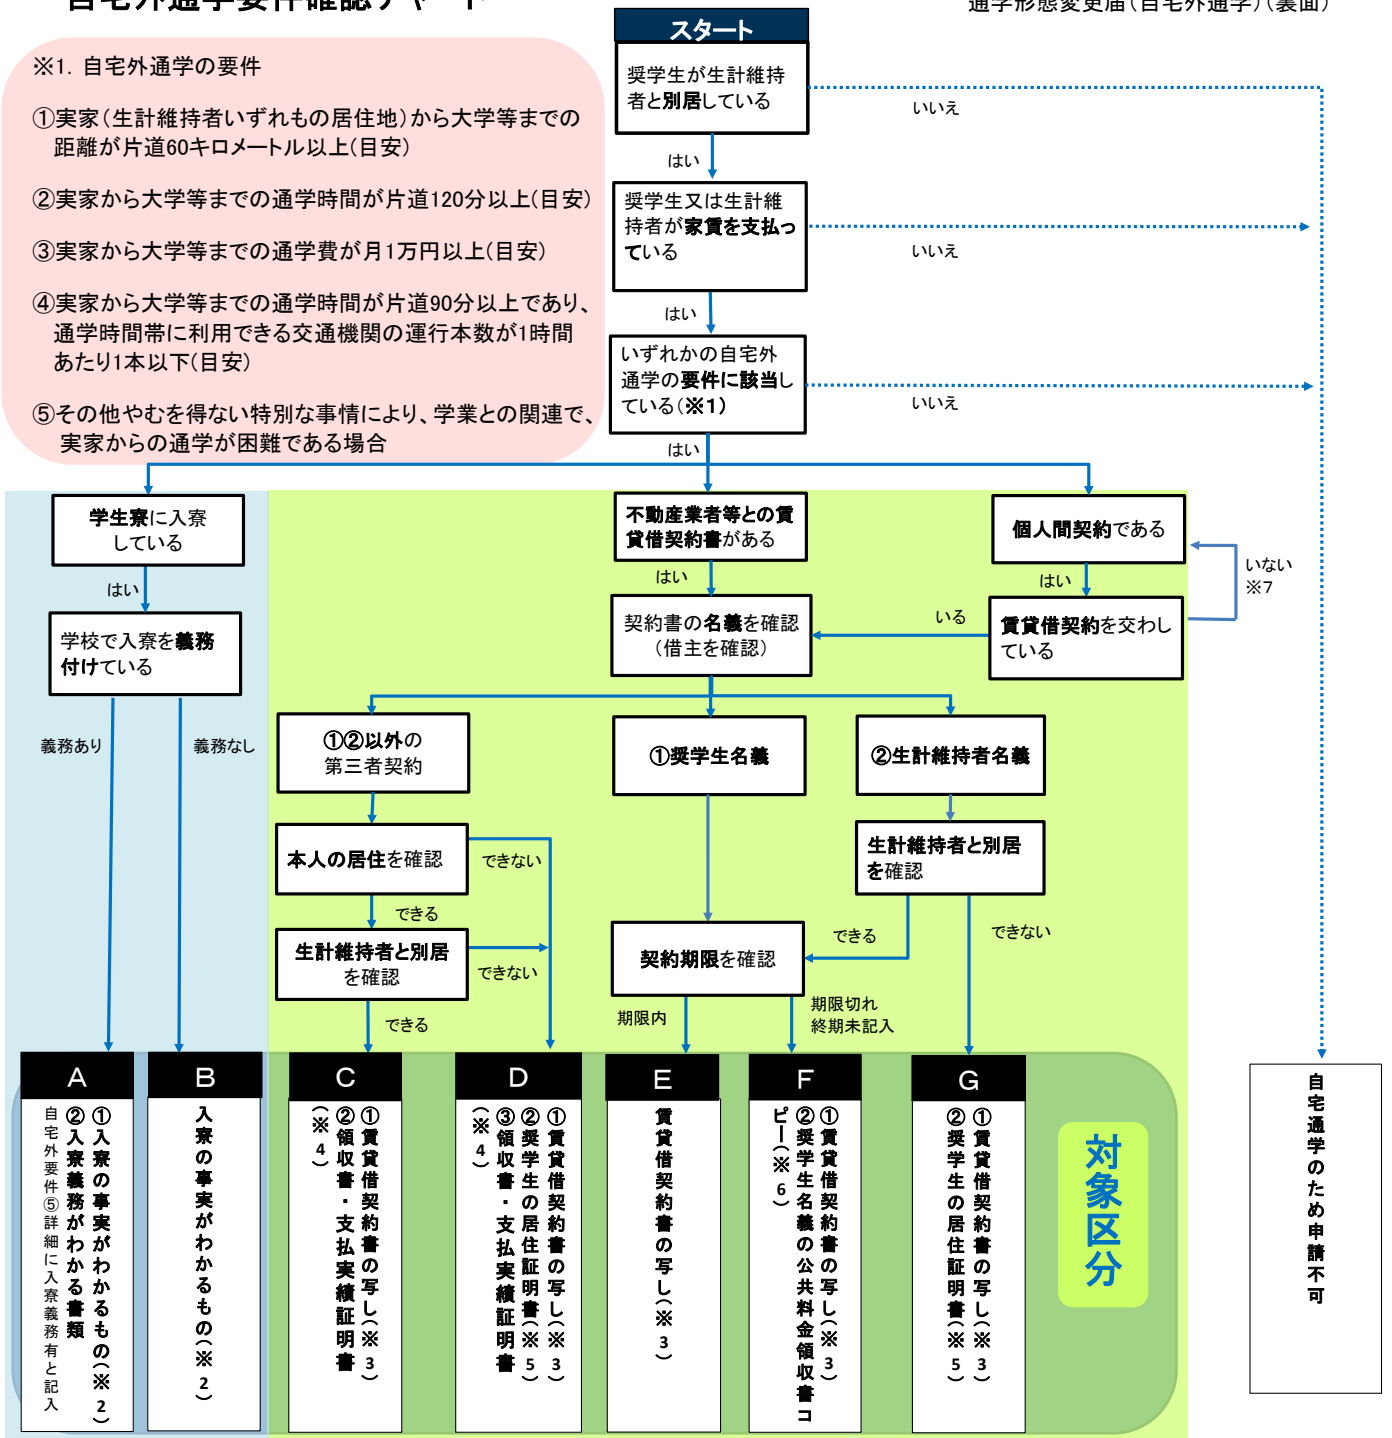 自宅外通学要件確認チャート
通学形態変更届(自宅外通学)(裏面)
※1. 自宅外通学の要件
①実家(生計維持者いずれもの居住地)から大学等までの
距離が片道60キロメートル以上(目安)
②実家から大学等までの通学時間が片道120分以上(目安)
③実家から大学等までの通学費が月1万円以上(目安)
④実家から大学等までの通学時間が片道90分以上であり、
通学時間帯に利用できる交通機関の運行本数が1時間
あたり1本以下(目安)
⑤その他やむを得ない特別な事情により、学業との関連で、
実家からの通学が困難である場合
スタート
奨学生が生計維持
者と別居している
いいえ
はい
奨学生又は生計維
持者が家賃を支払っ
ている
いいえ
はい
いずれかの自宅外
通学の要件に該当し
ている(※1)
いいえ
はい
学生寮に入寮
している
はい
学校で入寮を義務
付けている
義務あり
義務なし
不動産業者等との賃
貸借契約書がある
はい
契約書の名義を確認
(借主を確認)
個人間契約である
はい
いない
※7
賃貸借契約を交わし
ている
いる
①②以外の
第三者契約
①奨学生名義
②生計維持者名義
本人の居住を確認
できない
できる
生計維持者と別居
を確認
できない
できる
生計維持者と別居
を確認
できる
できない
契約期限を確認
期限内
期限切れ
終期未記入
A
①入寮の事実がわかるもの(※2)
②入寮義務がわかる書類
自宅外要件⑤詳細に入寮義務有と記入
B
入寮の事実がわかるもの(※2)
C
①賃貸借契約書の写し(※3)
②領収書・支払実績証明書
(※4)
D
①賃貸借契約書の写し(※3)
②奨学生の居住証明書(※5)
③領収書・支払実績証明書
(※4)
E
賃貸借契約書の写し(※3)
F
①賃貸借契約書の写し(※3)
②奨学生名義の公共料金領収書コ
ピー(※6)
G
①賃貸借契約書の写し(※3)
②奨学生の居住証明書(※5)
対象区分
自宅通学のため申請不可